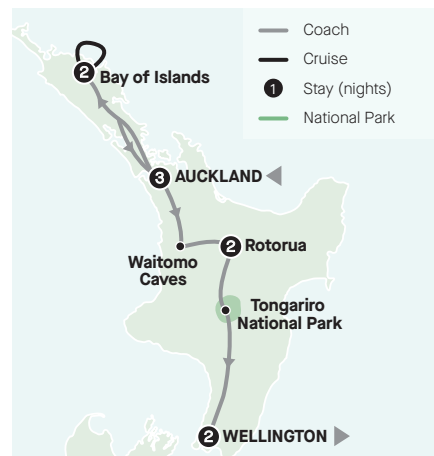 Coach
Cruise
1 Stay (nights)
National Park
2 Bay of Islands
3 AUCKLAND
Waitomo
Caves
2 Rotorua
Tongariro
National Park
2 WELLINGTON